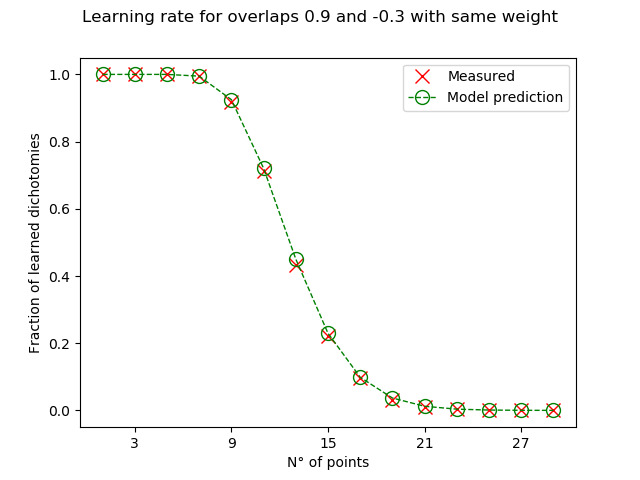 Learning rate for overlaps 0.9 and -0.3 with same weight
Measured
Model prediction
Fraction of learned dichotomies
1.0
0.8
0.6
0.4
0.2
0.0
3 9 15 21 27
N° of points